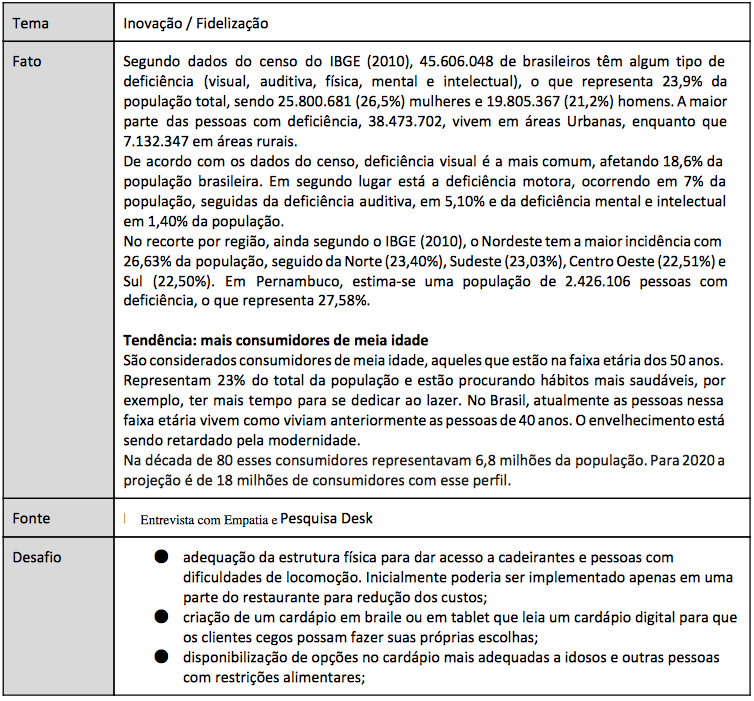 Tema
Inovação / Fidelização
Fato
Segundo dados do censo do IBGE (2010), 45.606.048 de brasileiros têm algum tipo de
deficiência (visual, auditiva, física, mental e intelectual), o que representa 23,9% da
população total, sendo 25.800.681 (26,5%) mulheres e 19.805.367 (21,2%) homens. A maior
parte das pessoas com deficiência, 38.473.702, vivem em áreas Urbanas, enquanto que
7.132.347 em áreas rurais.
De acordo com os dados do censo, deficiência visual é a mais comum, afetando 18,6% da
população brasileira. Em segundo lugar está a deficiência motora, ocorrendo em 7% da
população, seguidas da deficiência auditiva, em 5,10% e da deficiência mental e intelectual
em 1,40% da população.
No recorte por região, ainda segundo o IBGE (2010), o Nordeste tem a maior incidência com
26,63% da população, seguido da Norte (23,40%), Sudeste (23,03%), Centro Oeste (22,51%) e
Sul (22,50%). Em Pernambuco, estima-se uma população de 2.426.106 pessoas com
deficiência, o que representa 27,58%.
Tendência: mais consumidores de meia idade
São considerados consumidores de meia idade, aqueles que estão na faixa etária dos 50 anos.
Representam 23% do total da população e estão procurando hábitos mais saudáveis, por
exemplo, ter mais tempo para se dedicar ao lazer. No Brasil, atualmente as pessoas nessa
faixa etária vivem como viviam anteriormente as pessoas de 40 anos. O envelhecimento está
sendo retardado pela modernidade.
Na década de 80 esses consumidores representavam 6,8 milhões da população. Para 2020 a
projeção é de 18 milhões de consumidores com esse perfil.
Fonte
Entrevista com Empatia e Pesquisa Desk
Desafio
● adequação da estrutura física para dar acesso a cadeirantes e pessoas com
dificuldades de locomoção. Inicialmente poderia ser implementado apenas em uma
parte do restaurante para redução dos custos;
● criação de um cardápio em braile ou em tablet que leia um cardápio digital para que
os clientes cegos possam fazer suas próprias escolhas;
● disponibilização de opções no cardápio mais adequadas a idosos e outras pessoas
com restrições alimentares;